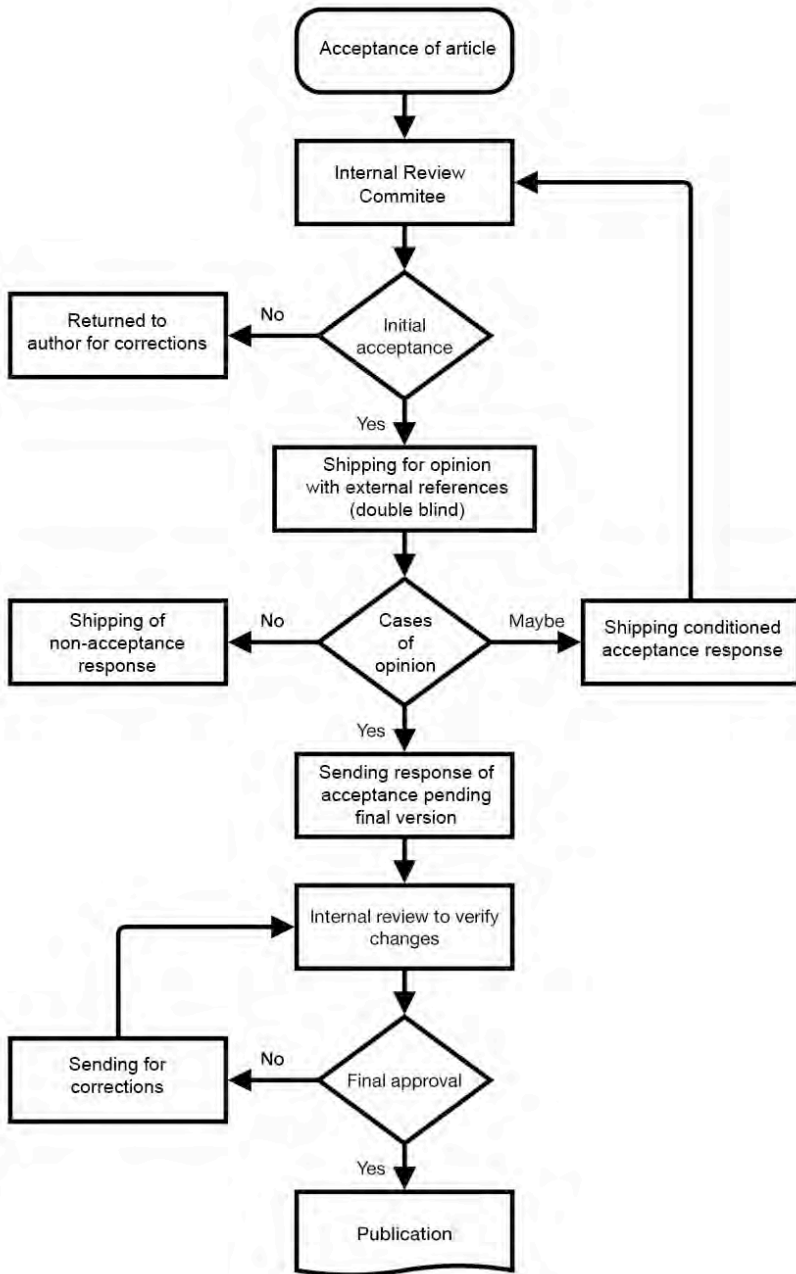 Acceptance of article
Internal Review
Commitee
Initial
acceptance
No
Returned to
author for corrections
Yes
Shipping for opinion
with external references
(double blind)
Cases
of
opinion
No
Shipping of
non-acceptance
response
Maybe
Shipping conditioned
acceptance response
Yes
Sending response of
acceptance pending
final version
Internal review to verify
changes
Final approval
No
Sending for
corrections
Yes
Publication